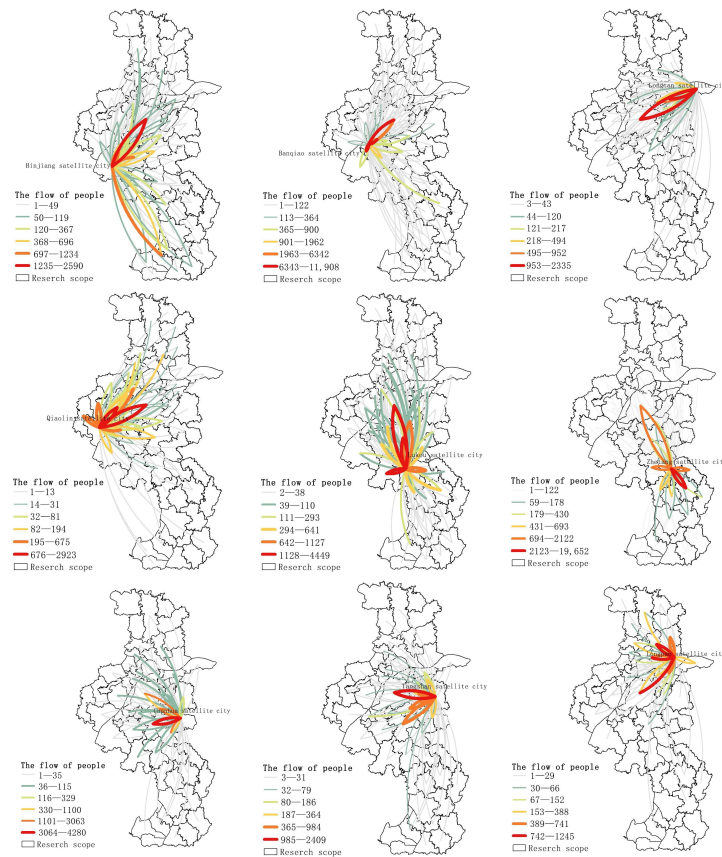 Binjiang satellite city
The flow of people
1—49
50—119
120—367
368—696
697—1234
1235—2590
Reserch scope
Banqiao satellite city
The flow of people
1—122
113—364
365—900
901—1962
1963—6342
6343—11,908
Reserch scope
Longtan satellite ci
The flow of people
3—43
44—120
121—217
218—494
495—952
953—2335
Reserch scope
Qiaolin satellite city
The flow of people
1—13
14—31
32—81
82—194
195—675
676—2923
Reserch scope
Lukou satellite city
The flow of people
2—38
39—110
111—293
294—641
642—1127
1128—4449
Reserch scope
satellite cit
The flow of people
1—122
59—178
179—430
431—693
694—2122
2123—19,652
Reserch scope
satellite city
The flow of people
1—35
36—115
116—329
330—1100
1101—3063
3064—4280
Reserch scope
satellite city
The flow of people
3—31
32—79
80—186
187—364
365—984
985—2409
Reserch scope
satellite city
The flow of people
1—29
30—66
67—152
153—388
389—741
742—1245
Reserch scope